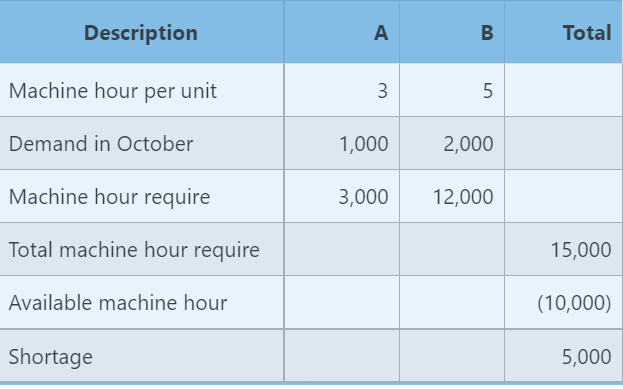 Description A B Total
Machine hour per unit 3 5
Demand in October 1,000 2,000
Machine hour require 3,000 12,000
Total machine hour require 15,000
Available machine hour (10,000)
Shortage 5,000